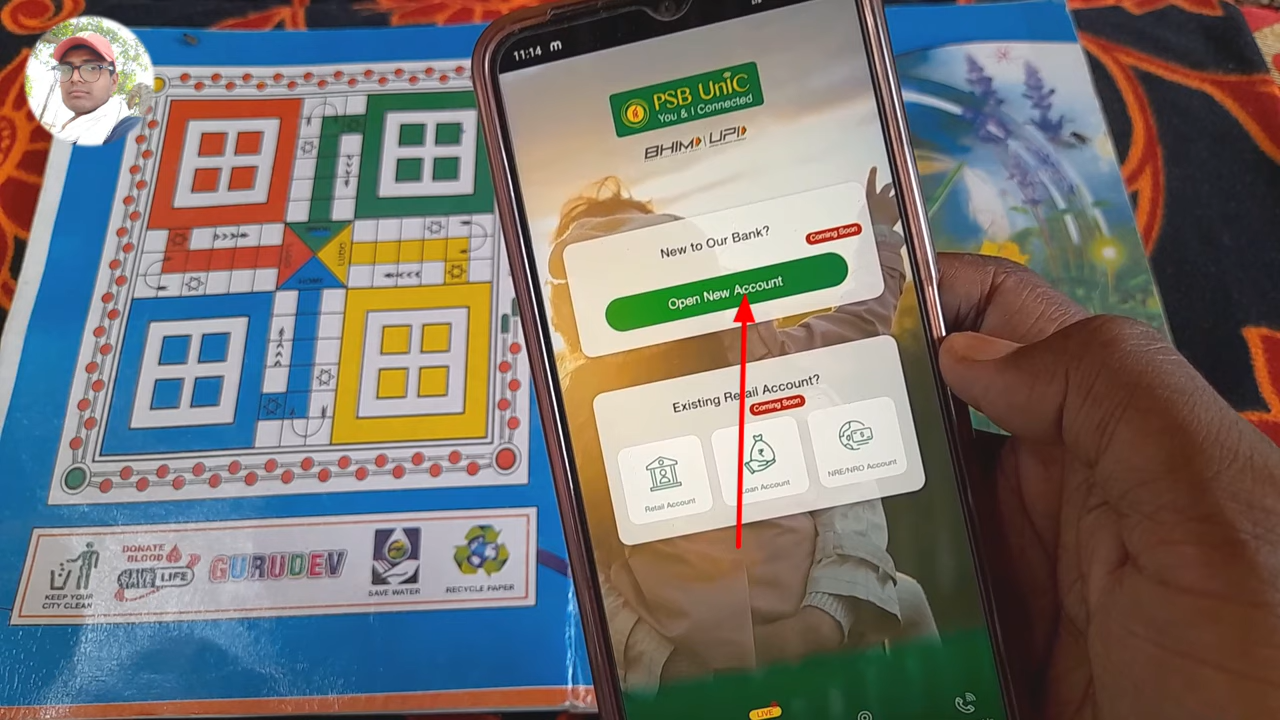 11:14 m
PSB UniC
You & I Connected
BHIM UPI
New to Our Bank?
Coming Soon
Open New Account
Existing Retail Account?
Coming Soon
Retail Account
Loan Account
NRE/NRO Account
LIVE
LUDO
HOME
KEEP YOUR
CITY CLEAN
DONATE
BLOOD
SAVE LIFE
GURUDEV
SAVE WATER
RECYCLE PAPER